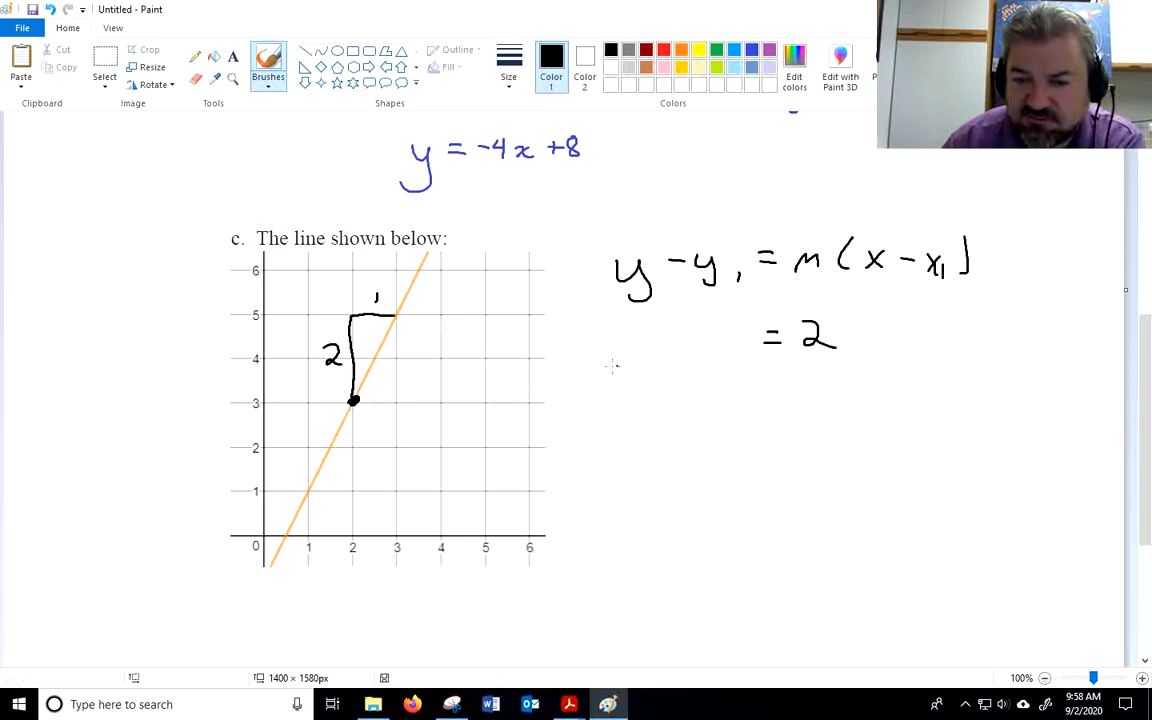 Untitled - Paint
File Home View
Paste
Cut
Copy
Clipboard
Select
Crop
Resize
Rotate
Image
Tools
Brushes
Shapes
Outline
Fill
Size
Color 1
Color 2
Colors
Edit colors
Edit with Paint 3D
y = -4x +8
c. The line shown below:
6
5
4
3
2
1
0 1 2 3 4 5 6
1
2
y - y₁ = m(x - x₁)
= 2
1400 × 1580px
100%
Type here to search
9:58 AM
9/2/2020